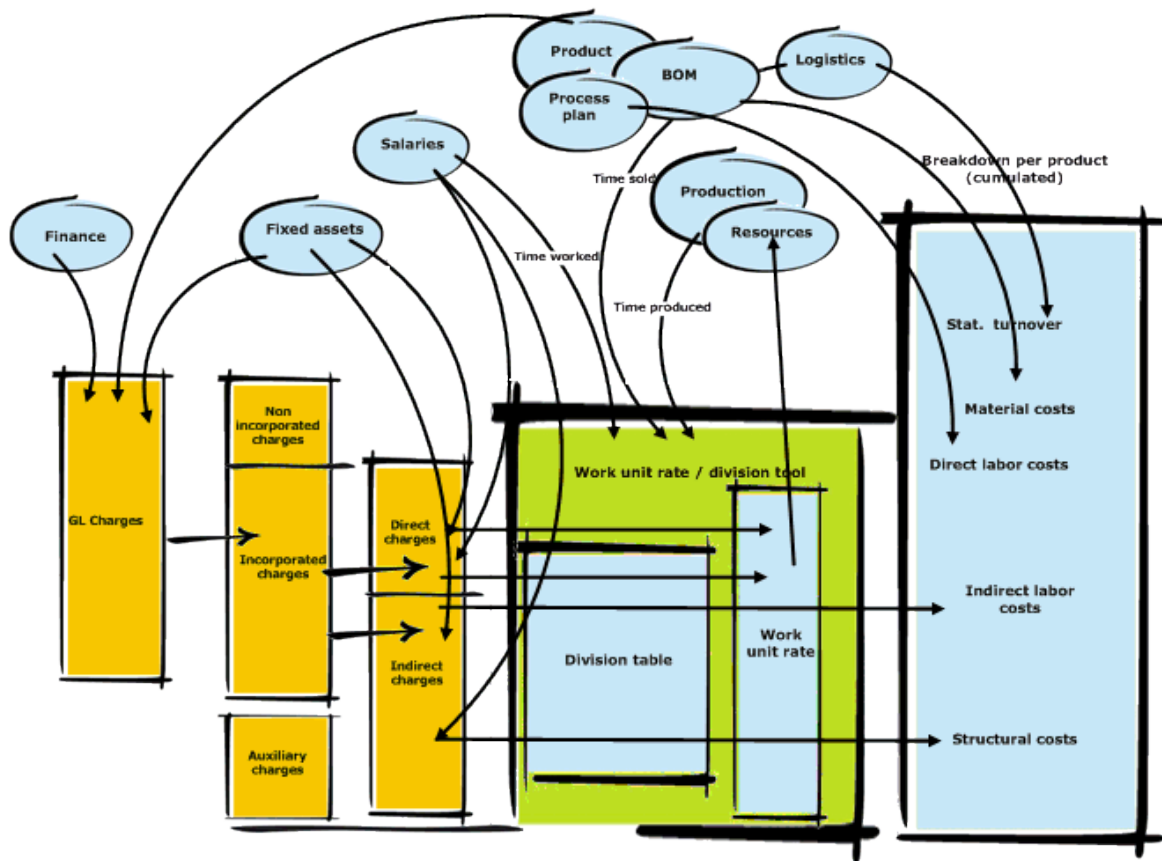 Product
BOM
Logistics
Process
plan
Salaries
Breakdown per product
(cumulated)
Time sold
Production
Finance
Fixed assets
Resources
Time worked
Time produced
Stat. turnover
Non
incorporated
charges
Material costs
Direct labor costs
Work unit rate / division tool
GL Charges
Direct
charges
Incorporated
charges
Indirect labor
costs
Work
unit rate
Division table
Indirect
charges
Structural costs
Auxiliary
charges